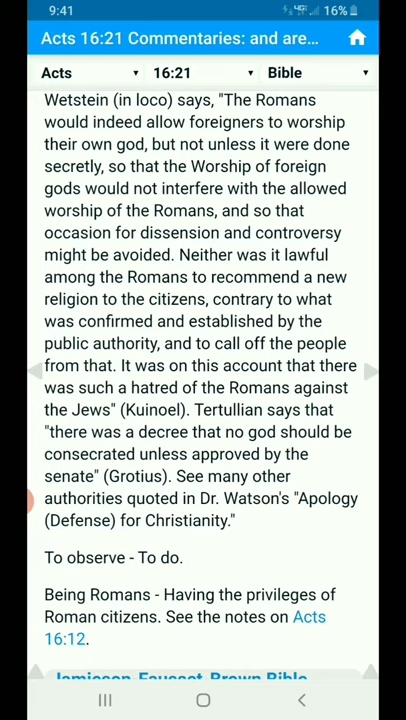 9:41 16%
Acts 16:21 Commentaries: and are...
Acts 16:21 Bible
Wetstein (in loco) says, "The Romans
would indeed allow foreigners to worship
their own god, but not unless it were done
secretly, so that the Worship of foreign
gods would not interfere with the allowed
worship of the Romans, and so that
occasion for dissension and controversy
might be avoided. Neither was it lawful
among the Romans to recommend a new
religion to the citizens, contrary to what
was confirmed and established by the
public authority, and to call off the people
from that. It was on this account that there
was such a hatred of the Romans against
the Jews" (Kuinoel). Tertullian says that
"there was a decree that no god should be
consecrated unless approved by the
senate" (Grotius). See many other
authorities quoted in Dr. Watson's "Apology
(Defense) for Christianity."
To observe - To do.
Being Romans - Having the privileges of
Roman citizens. See the notes on Acts
16:12.
Jamieson-Fausset-Brown Bible